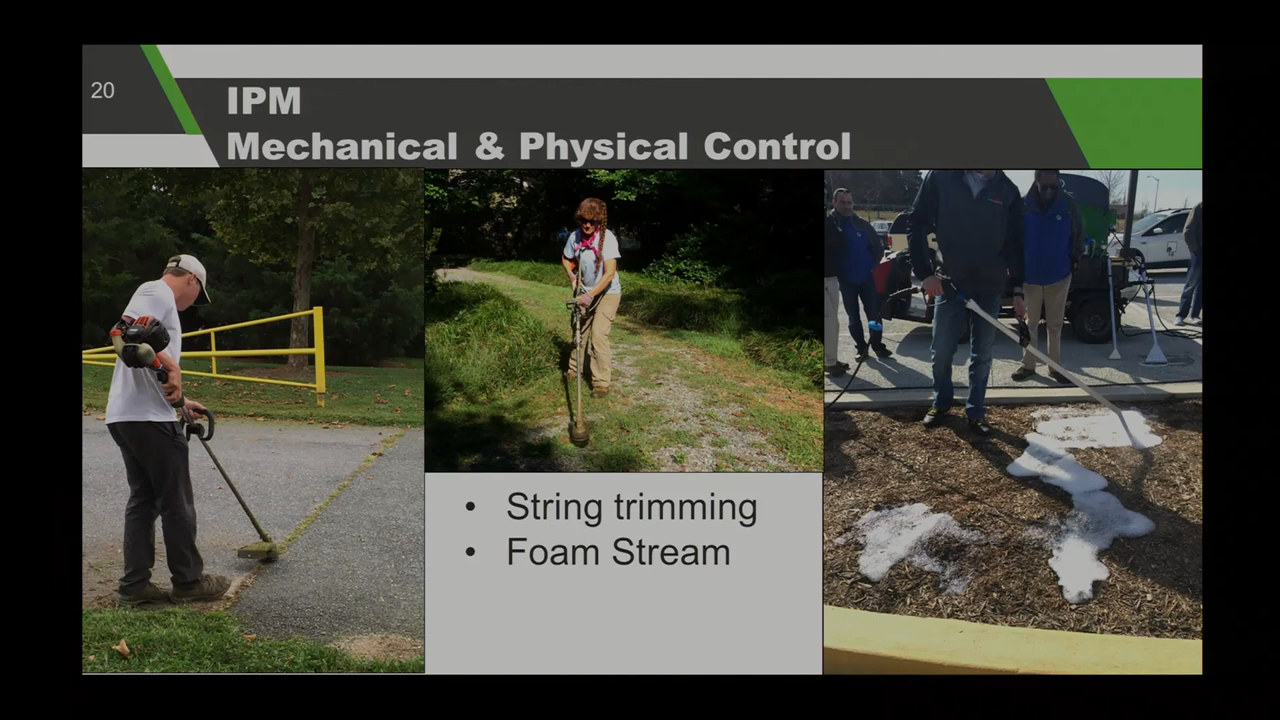 20
IPM
Mechanical & Physical Control
• String trimming
• Foam Stream